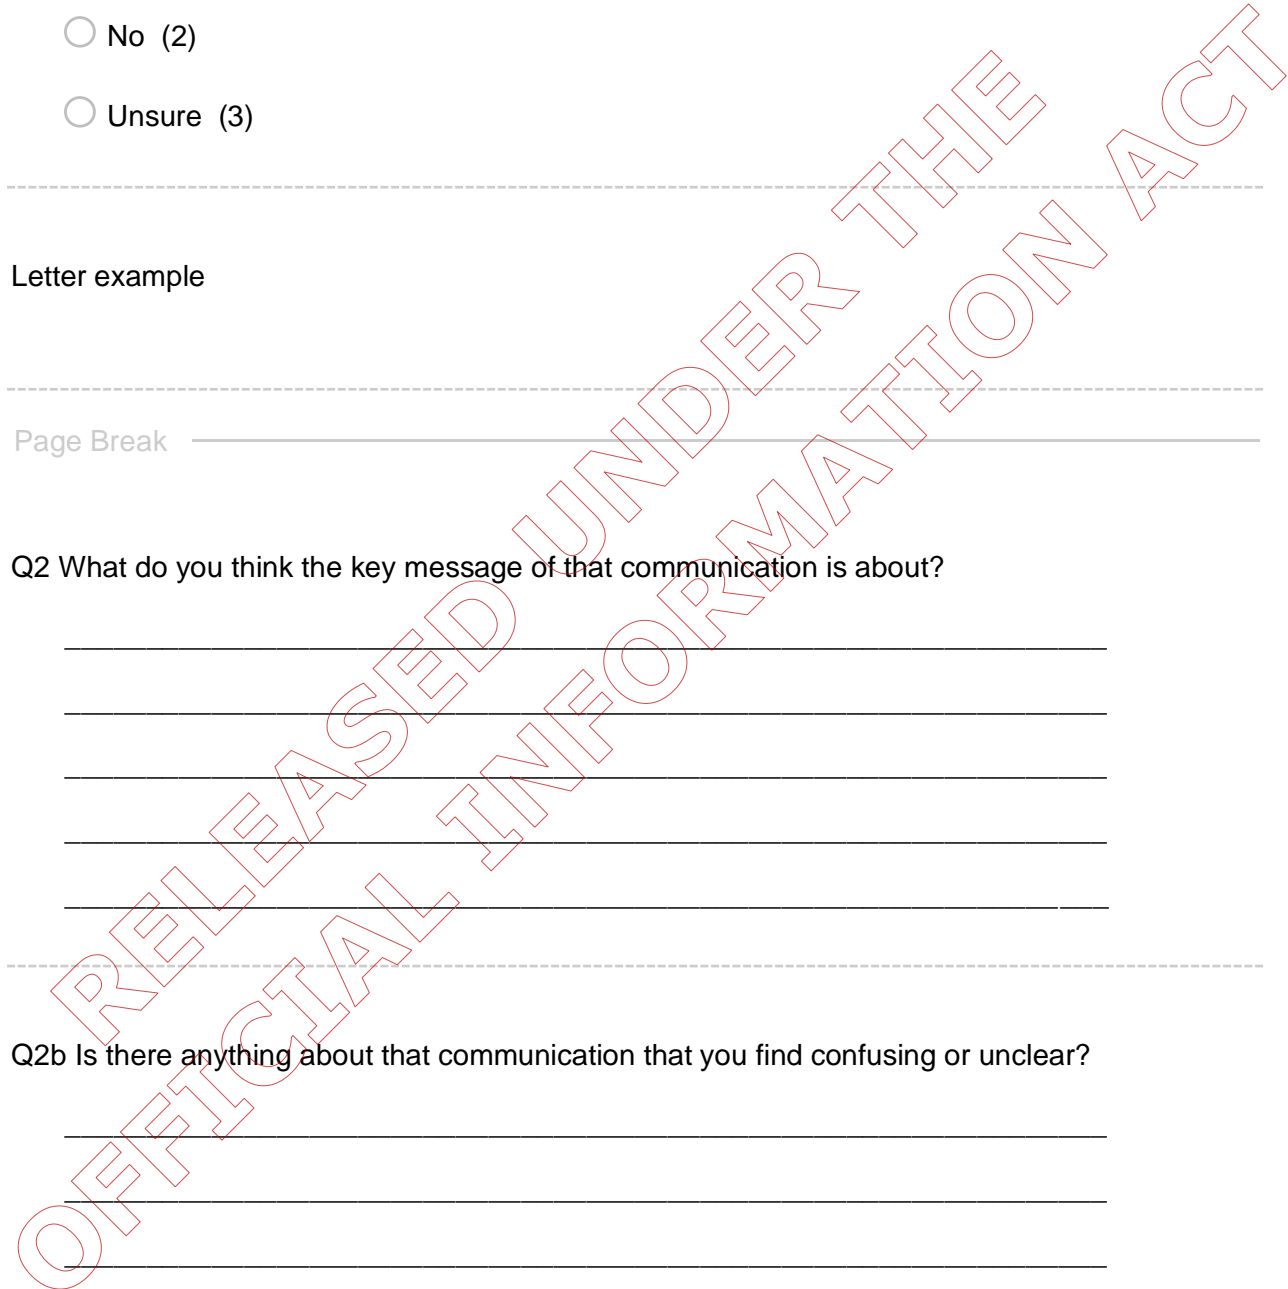 No (2)
Unsure (3)
Letter example
Page Break
Q2 What do you think the key message of that communication is about?
Q2b Is there anything about that communication that you find confusing or unclear?
RELEASED UNDER THE
OFFICIAL INFORMATION ACT